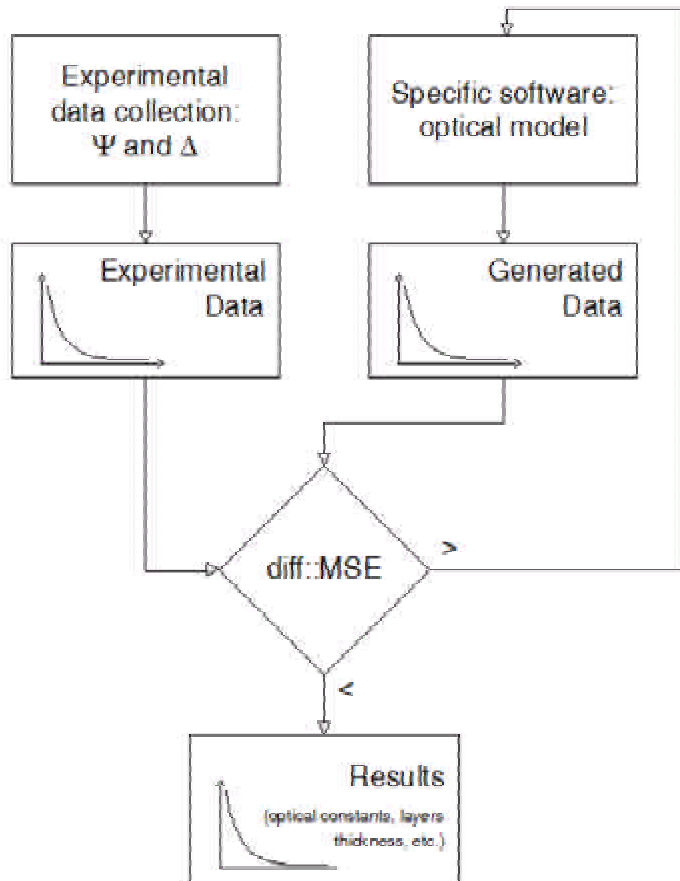 Experimental
data collection:
Ψ and Δ
Specific software:
optical model
Experimental
Data
Generated
Data
diff::MSE
>
<
Results
(optical constants, layers
thickness, etc.)